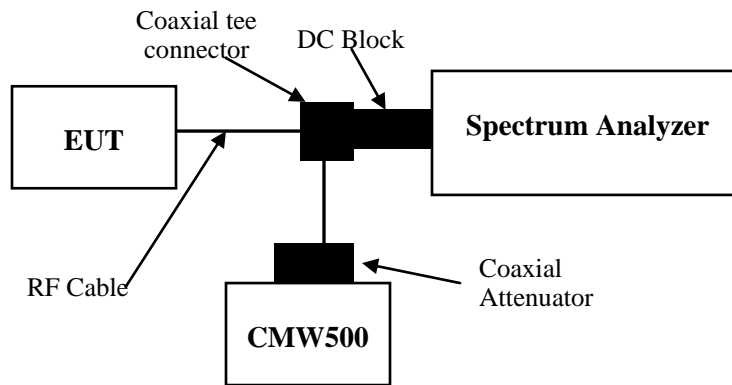 Coaxial tee
connector
DC Block
EUT
Spectrum Analyzer
RF Cable
Coaxial
Attenuator
CMW500